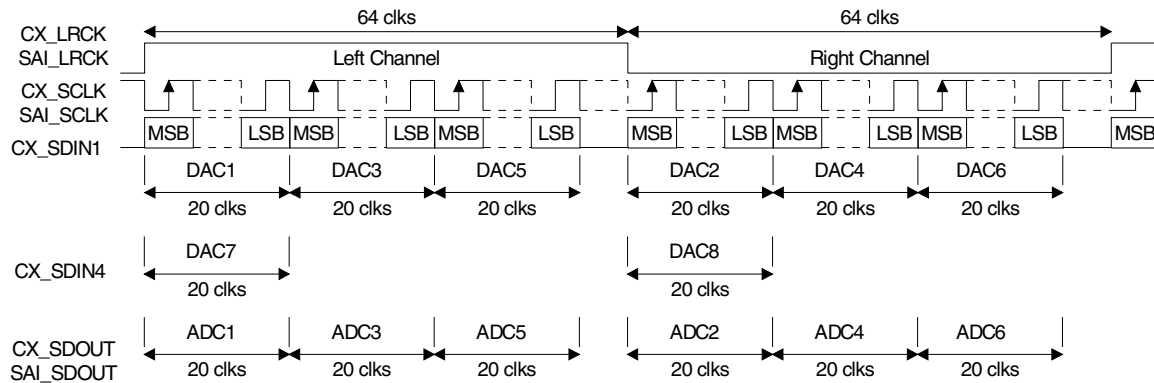 64 clks 64 clks
CX_LRCK
SAI_LRCK Left Channel Right Channel
CX_SCLK
SAI_SCLK
CX_SDIN1 MSB LSB MSB LSB MSB LSB MSB LSB MSB LSB MSB LSB MSB
DAC1 DAC3 DAC5 DAC2 DAC4 DAC6
20 clks 20 clks 20 clks 20 clks 20 clks 20 clks
DAC7 DAC8
CX_SDIN4
20 clks 20 clks
ADC1 ADC3 ADC5 ADC2 ADC4 ADC6
CX_SDOUT
SAI_SDOUT
20 clks 20 clks 20 clks 20 clks 20 clks 20 clks